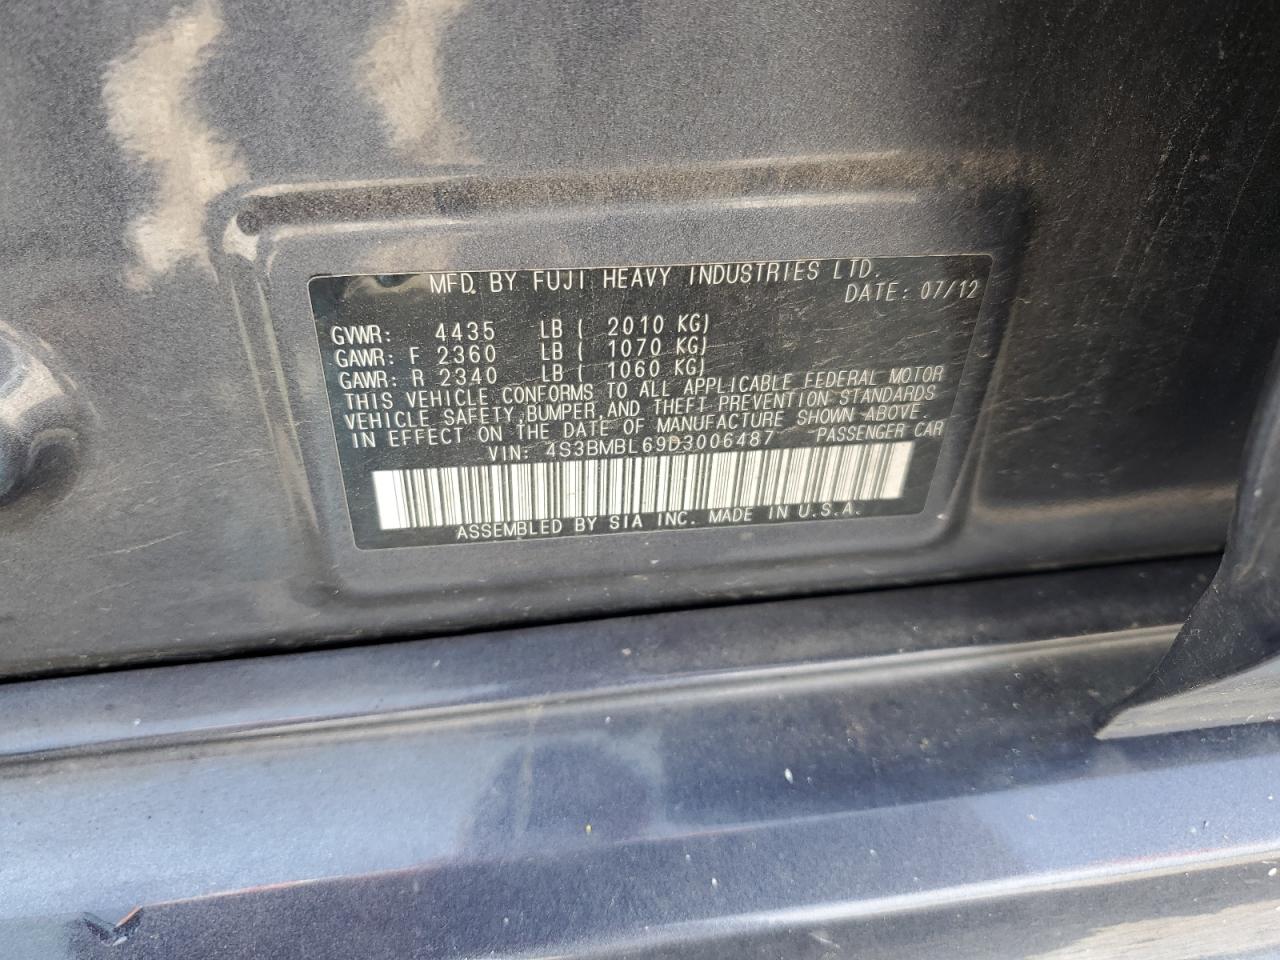 MFD. BY FUJI HEAVY INDUSTRIES LTD.
DATE: 07/12
GVWR: 4435 LB ( 2010 KG)
GAWR: F 2360 LB ( 1070 KG)
GAWR: R 2340 LB ( 1060 KG)
THIS VEHICLE CONFORMS TO ALL APPLICABLE FEDERAL MOTOR
VEHICLE SAFETY,BUMPER,AND THEFT PREVENTION STANDARDS
IN EFFECT ON THE DATE OF MANUFACTURE SHOWN ABOVE.
VIN: 4S3BMBL69D3006487 PASSENGER CAR
ASSEMBLED BY SIA INC. MADE IN U.S.A.